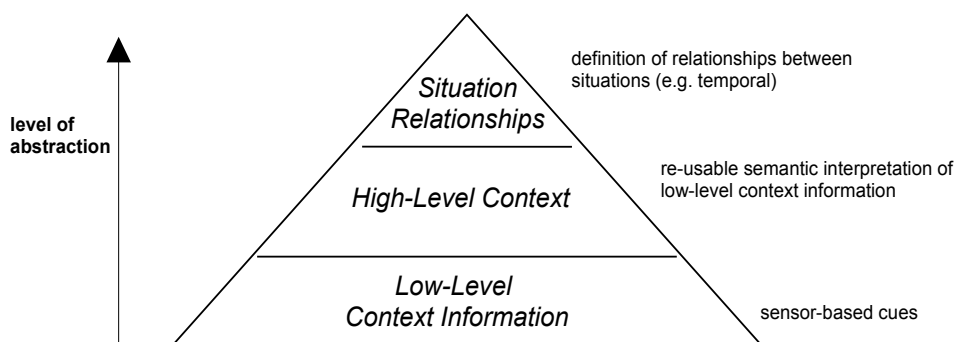 definition of relationships between
situations (e.g. temporal)
Situation
Relationships
level of
abstraction
re-usable semantic interpretation of
low-level context information
High-Level Context
Low-Level
Context Information
sensor-based cues